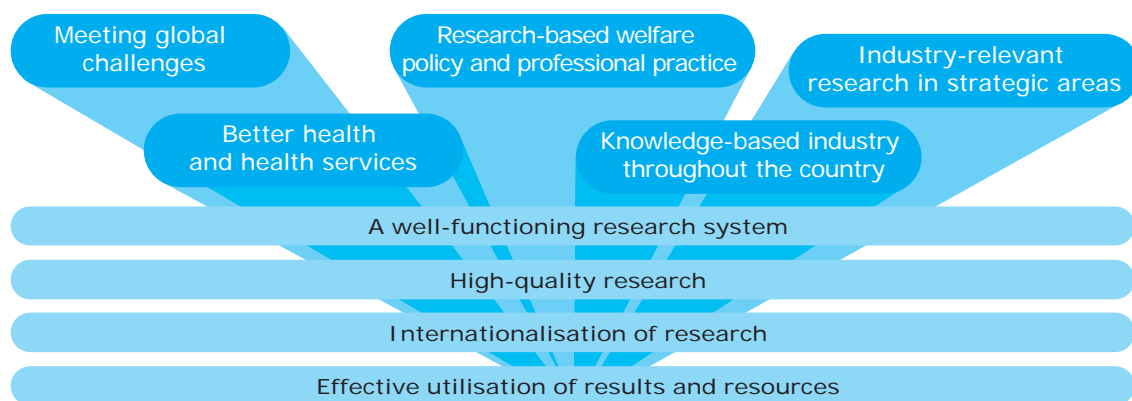 Meeting global
challenges
Research-based welfare
policy and professional practice
Industry-relevant
research in strategic areas
Better health
and health services
Knowledge-based industry
throughout the country
A well-functioning research system
High-quality research
Internationalisation of research
Effective utilisation of results and resources